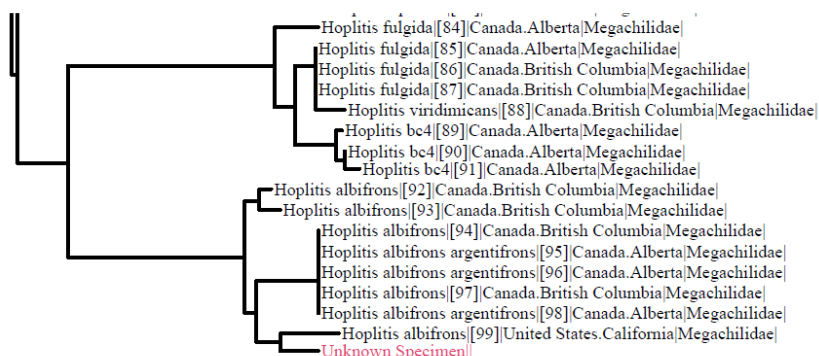 Hoplitis fulgida|[84]|Canada.Alberta|Megachilidae|
Hoplitis fulgida|[85]|Canada.Alberta|Megachilidae|
Hoplitis fulgida|[86]|Canada.British Columbia|Megachilidae|
Hoplitis fulgida|[87]|Canada.British Columbia|Megachilidae|
Hoplitis viridimicans|[88]|Canada.British Columbia|Megachilidae|
Hoplitis bc4|[89]|Canada.Alberta|Megachilidae|
Hoplitis bc4|[90]|Canada.Alberta|Megachilidae|
Hoplitis bc4|[91]|Canada.Alberta|Megachilidae|
Hoplitis albifrons|[92]|Canada.British Columbia|Megachilidae|
Hoplitis albifrons|[93]|Canada.British Columbia|Megachilidae|
Hoplitis albifrons|[94]|Canada.British Columbia|Megachilidae|
Hoplitis albifrons argentifrons|[95]|Canada.Alberta|Megachilidae|
Hoplitis albifrons argentifrons|[96]|Canada.Alberta|Megachilidae|
Hoplitis albifrons|[97]|Canada.British Columbia|Megachilidae|
Hoplitis albifrons argentifrons|[98]|Canada.Alberta|Megachilidae|
Hoplitis albifrons|[99]|United States.California|Megachilidae|
Unknown Specimen||